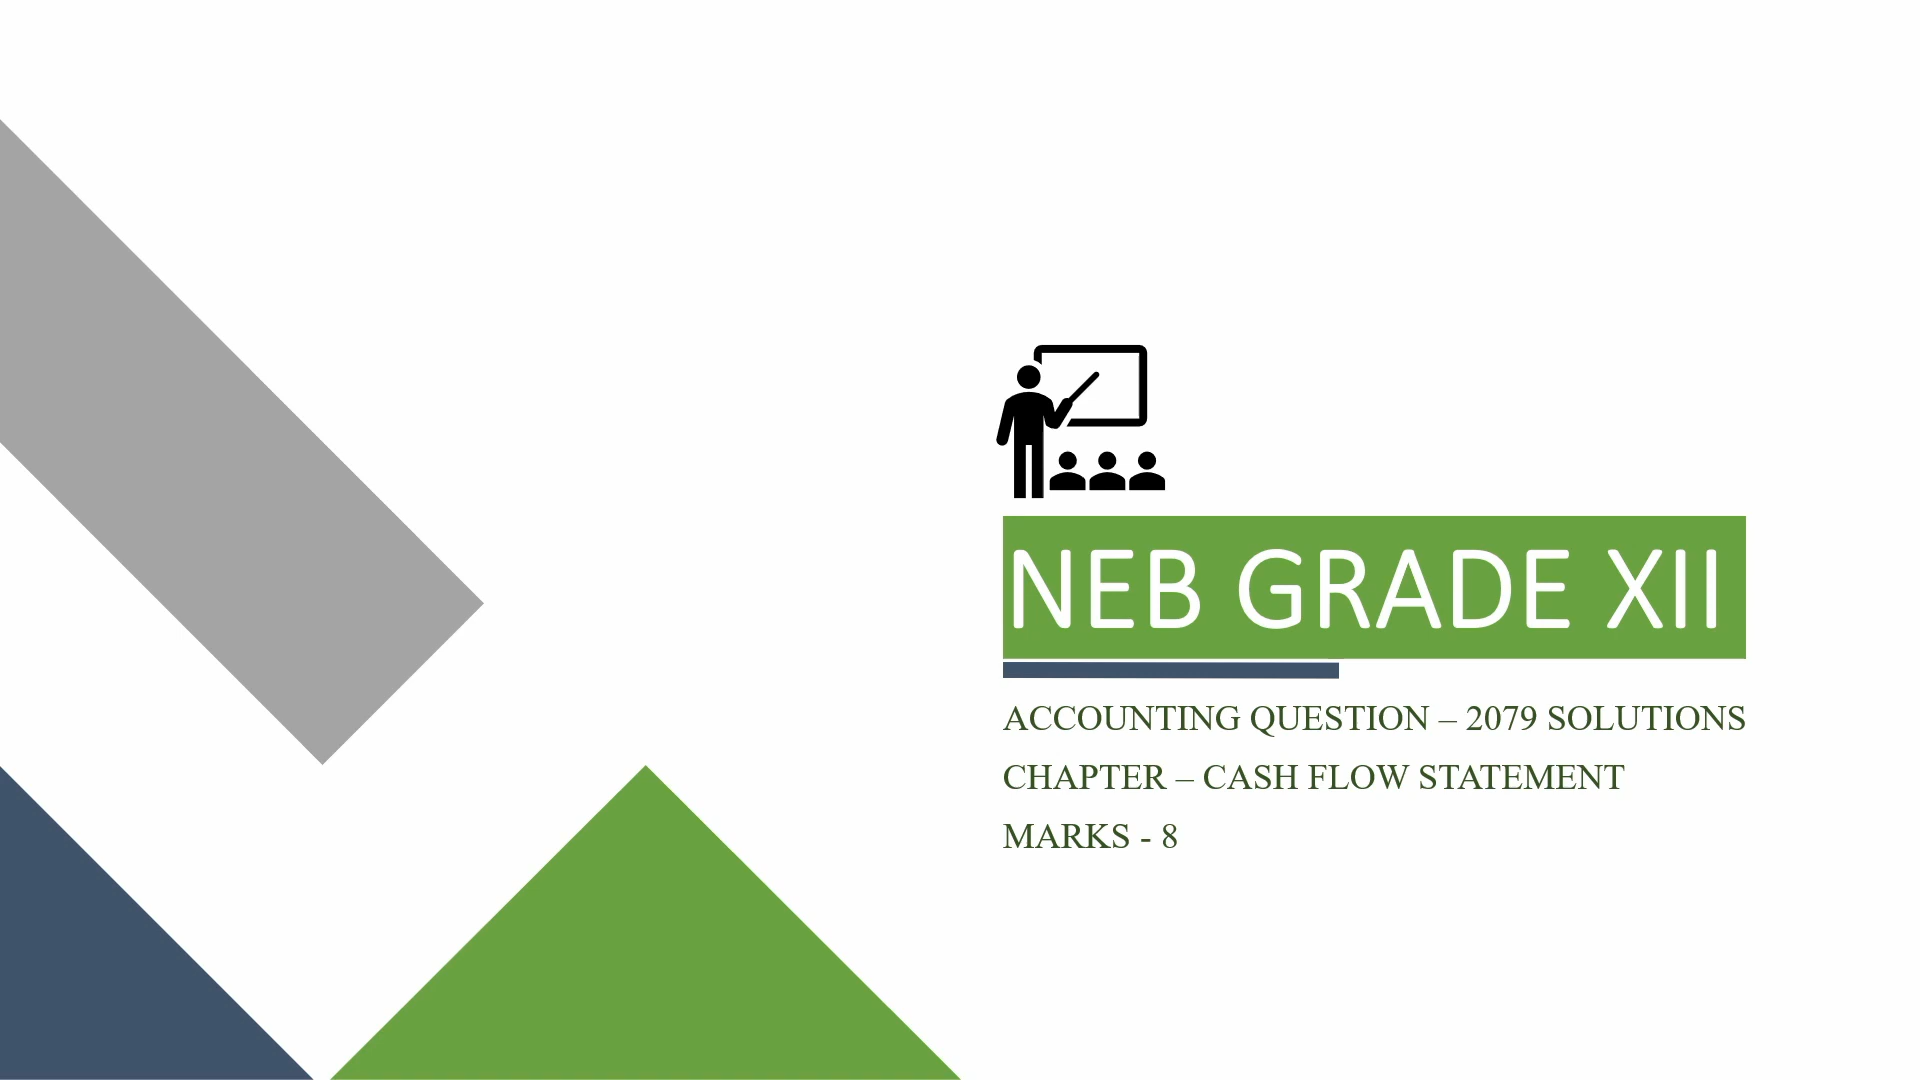 NEB GRADE XII
ACCOUNTING QUESTION – 2079 SOLUTIONS
CHAPTER – CASH FLOW STATEMENT
MARKS - 8